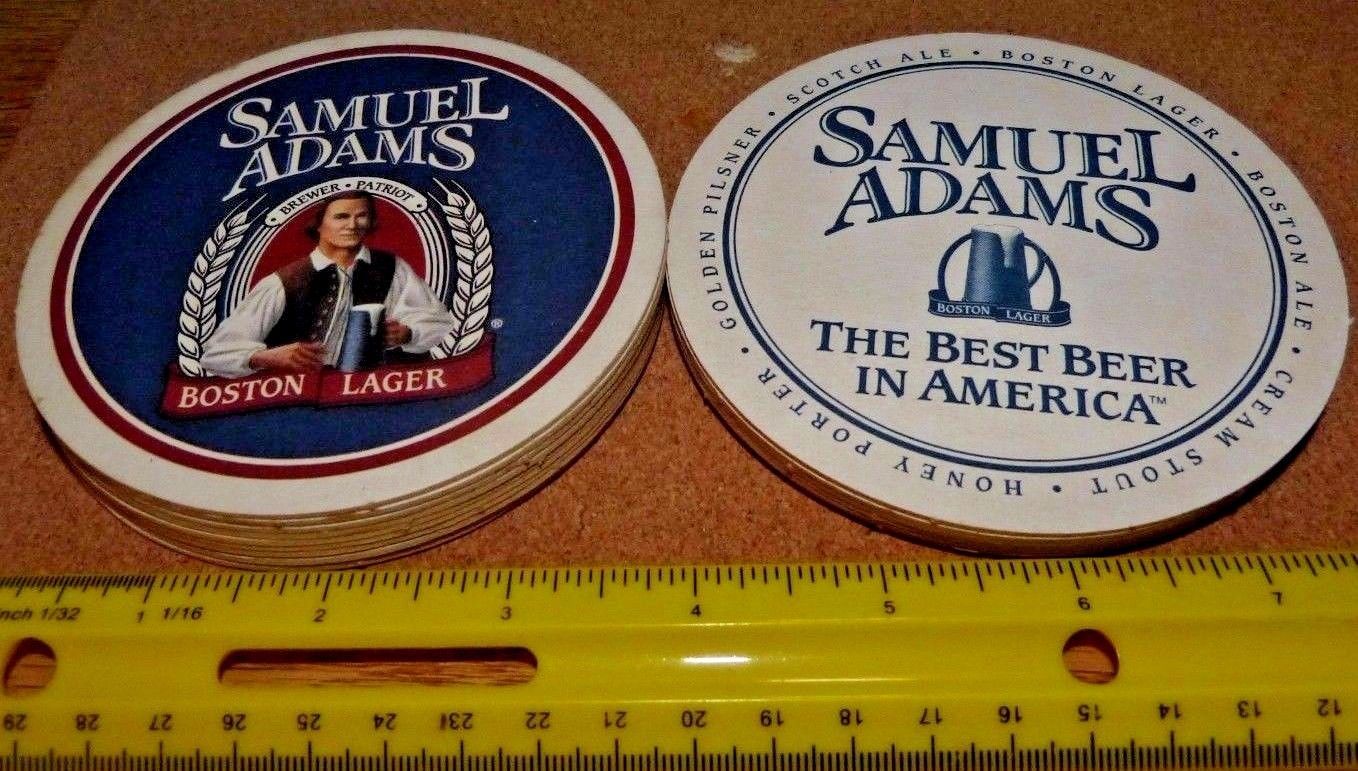 SAMUEL
ADAMS
BREWER • PATRIOT
BOSTON LAGER
®
GOLDEN PILSNER • SCOTCH ALE • BOSTON LAGER • BOSTON ALE • CREAM STOUT • HONEY PORTER •
SAMUEL
ADAMS
BOSTON LAGER
THE BEST BEER
IN AMERICA™
nch 1/32 1 1/16 2 3 4 5 6 7
29 28 27 26 25 24 23 22 21 20 19 18 17 16 15 14 13 12